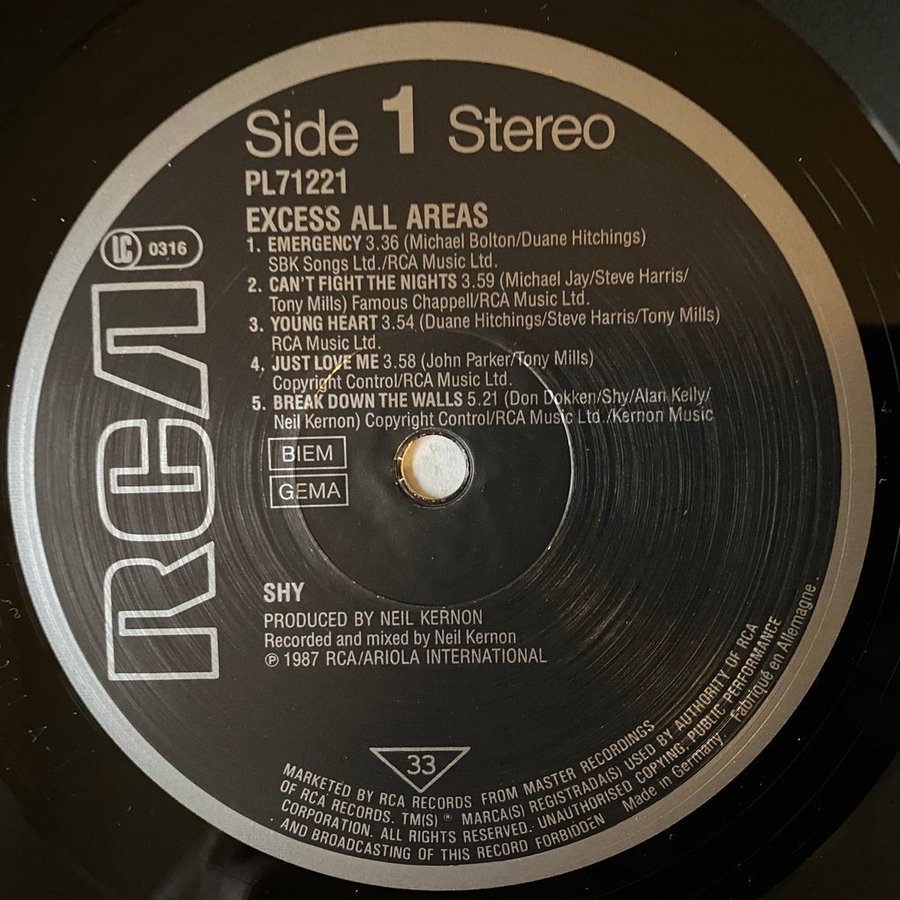 Side 1 Stereo
PL71221
EXCESS ALL AREAS
1. EMERGENCY 3.36 (Michael Bolton/Duane Hitchings)
SBK Songs Ltd./RCA Music Ltd.
2. CAN'T FIGHT THE NIGHTS 3.59 (Michael Jay/Steve Harris/
Tony Mills) Famous Chappell/RCA Music Ltd.
3. YOUNG HEART 3.54 (Duane Hitchings/Steve Harris/Tony Mills)
RCA Music Ltd.
4. JUST LOVE ME 3.58 (John Parker/Tony Mills)
Copyright Control/RCA Music Ltd.
5. BREAK DOWN THE WALLS 5.21 (Don Dokken/Shy/Alan Kelly/
Neil Kernon) Copyright Control/RCA Music Ltd./Kernon Music
LC 0316
RCA
BIEM
GEMA
SHY
PRODUCED BY NEIL KERNON
Recorded and mixed by Neil Kernon
℗ 1987 RCA/ARIOLA INTERNATIONAL
33
MARKETED BY RCA RECORDS FROM MASTER RECORDINGS
OF RCA RECORDS. TM(S) ® MARCA(S) REGISTRADA(S) USED BY AUTHORITY OF RCA
CORPORATION. ALL RIGHTS RESERVED. UNAUTHORISED COPYING, PUBLIC PERFORMANCE
AND BROADCASTING OF THIS RECORD FORBIDDEN Made in Germany. Fabriqué en Allemagne.